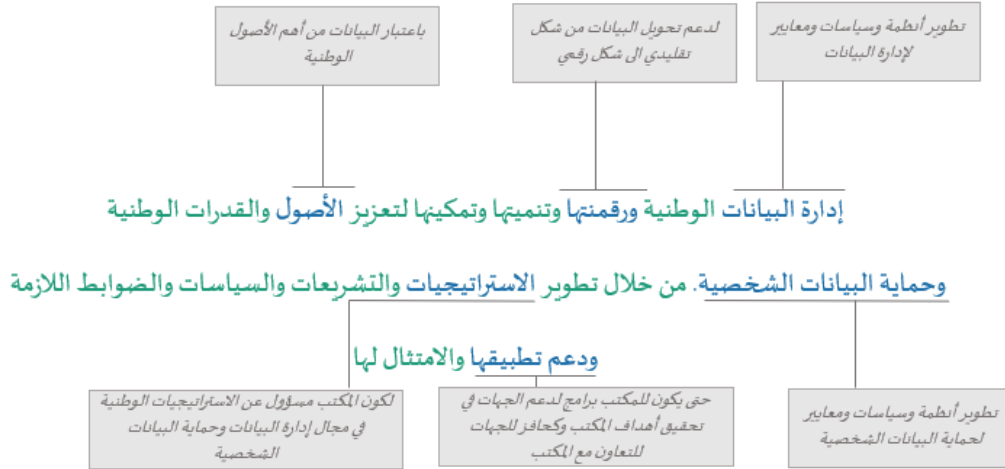 تطوير أنظمة وسياسات ومعايير
لإدارة البيانات
لدعم تحويل البيانات من شكل
تقليدي الى شكل رقمي
باعتبار البيانات من أهم الأصول
الوطنية
إدارة البيانات الوطنية ورقمنتها وتنميتها وتمكينها لتعزيز الأصول والقدرات الوطنية
وحماية البيانات الشخصية. من خلال تطوير الاستراتيجيات والتشريعات والسياسات والضوابط اللازمة
ودعم تطبيقها والامتثال لها
تطوير أنظمة وسياسات ومعايير
لحماية البيانات الشخصية
حتى يكون للمكتب برامج لدعم الجهات في
تحقيق أهداف المكتب وكحافز للجهات
للتعاون مع المكتب
لكون المكتب مسؤول عن الاستراتيجيات الوطنية
في مجال إدارة البيانات وحماية البيانات
الشخصية